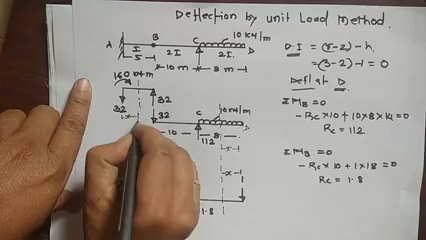 Deflection by unit Load Method.
10 kN/m
A B C D
I 2I 2I
5 10 m 8 m
D.I = (r-2)-h.
= (3-2)-1 = 0
Defl at D.
160 kNm
ΣMB = 0
32 32 C 10 kN/m
- RC×10 + 10×8×14 = 0
32 10 112 8
RC = 112
ΣMB = 0
- RC×10 + 1×18 = 0
RC = 1.8
1.8